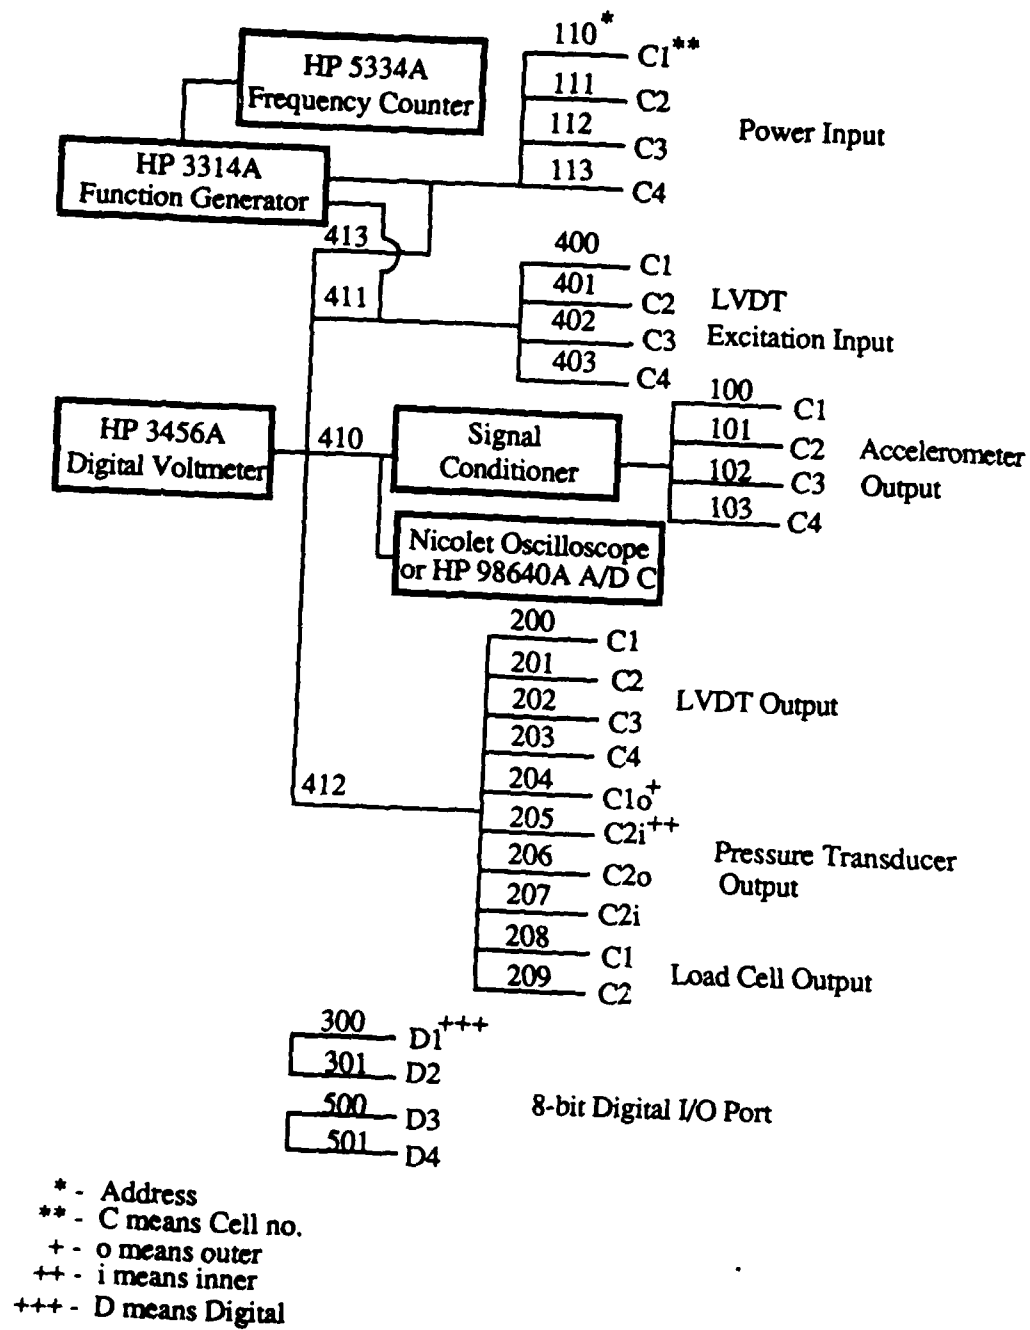 HP 5334A
Frequency Counter
HP 3314A
Function Generator
110*
C1**
111
C2
112
C3
113
C4
Power Input
413
411
400
C1
401
C2
402
C3
403
C4
LVDT
Excitation Input
HP 3456A
Digital Voltmeter
410
Signal
Conditioner
100
C1
101
C2
102
C3
103
C4
Accelerometer
Output
Nicolet Oscilloscope
or HP 98640A A/D C
412
200
C1
201
C2
202
C3
203
C4
LVDT Output
204
C1o+
205
C2i++
206
C2o
207
C2i
Pressure Transducer
Output
208
C1
209
C2
Load Cell Output
300
D1+++
301
D2
500
D3
501
D4
8-bit Digital I/O Port
* - Address
** - C means Cell no.
+ - o means outer
++ - i means inner
+++ - D means Digital